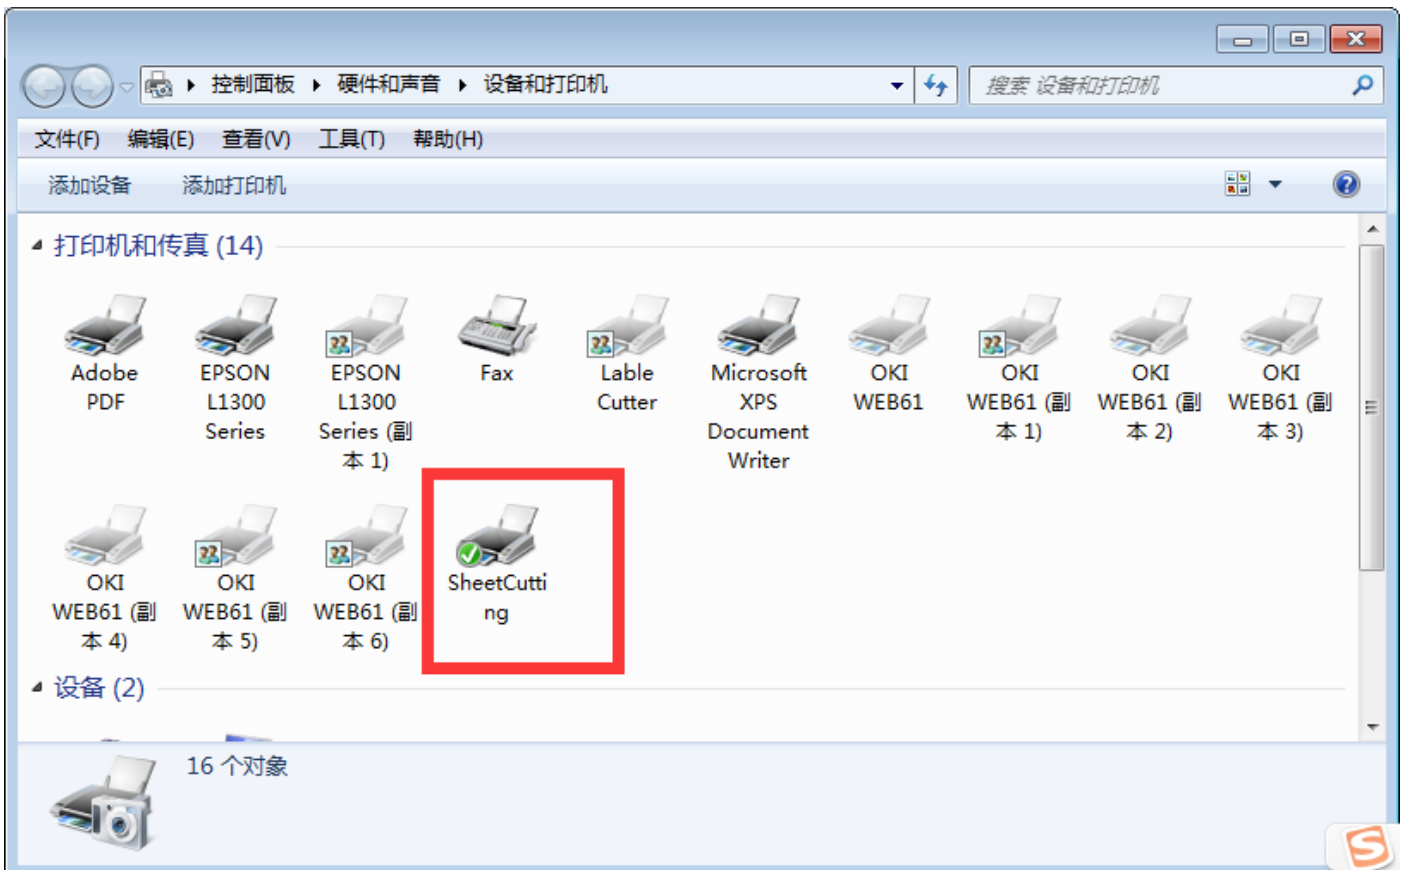 控制面板 ▸ 硬件和声音 ▸ 设备和打印机
搜索 设备和打印机
文件(F) 编辑(E) 查看(V) 工具(T) 帮助(H)
添加设备 添加打印机
打印机和传真 (14)
Adobe
PDF
EPSON
L1300
Series
EPSON
L1300
Series (副
本 1)
Fax
Lable
Cutter
Microsoft
XPS
Document
Writer
OKI
WEB61
OKI
WEB61 (副
本 1)
OKI
WEB61 (副
本 2)
OKI
WEB61 (副
本 3)
OKI
WEB61 (副
本 4)
OKI
WEB61 (副
本 5)
OKI
WEB61 (副
本 6)
SheetCutti
ng
设备 (2)
16 个对象